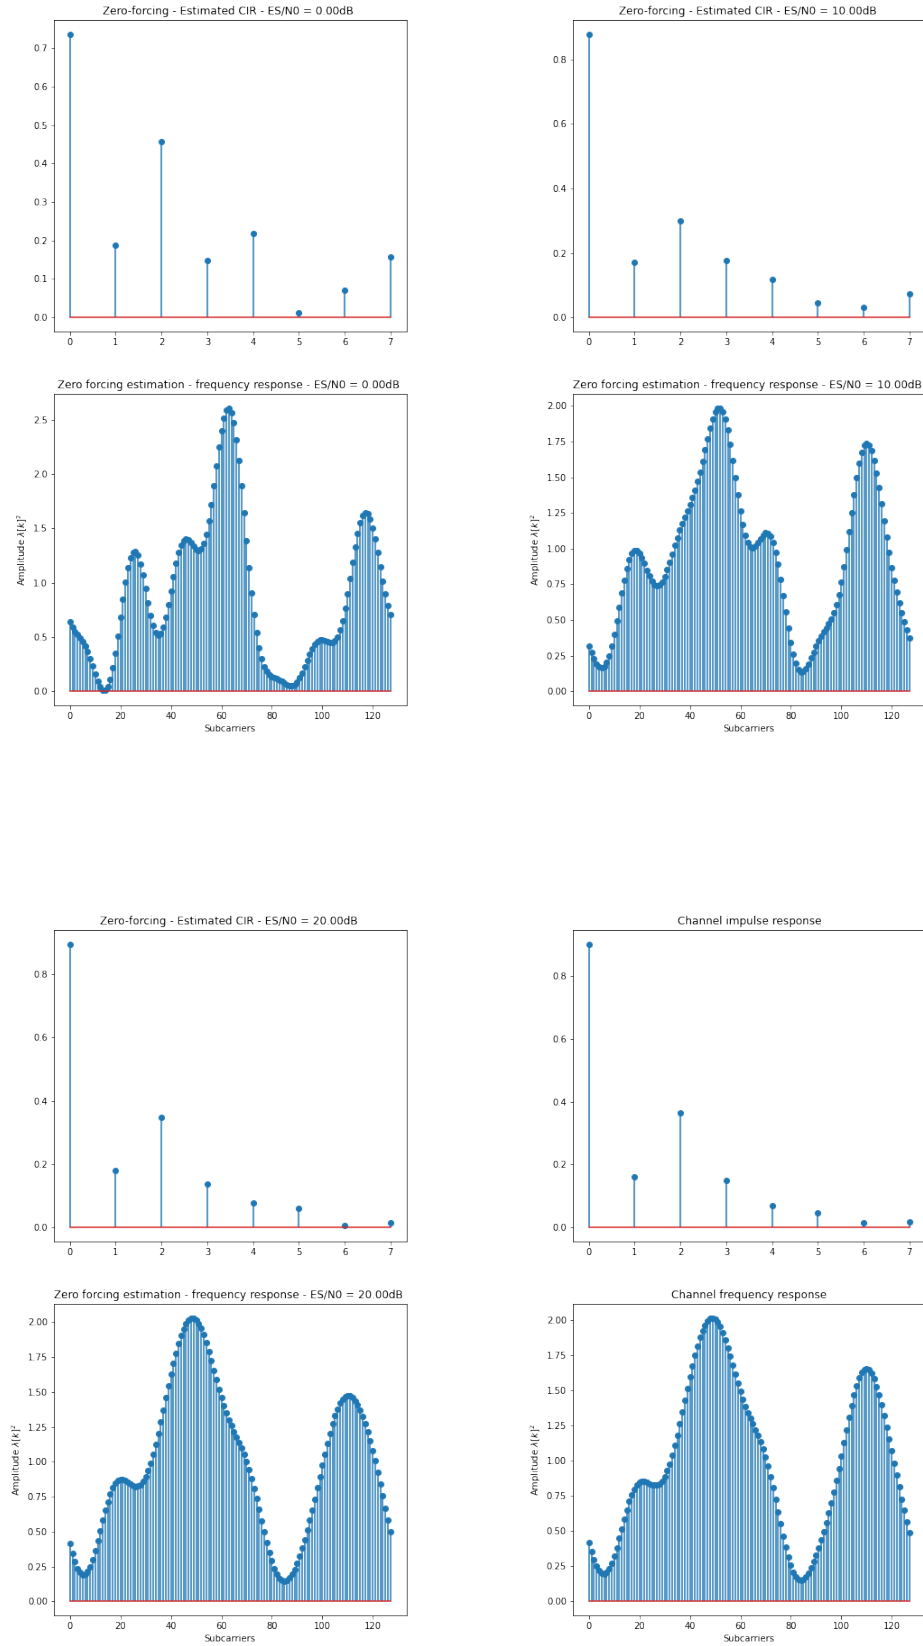 Zero-forcing - Estimated CIR - ES/N0 = 0.00dB
0.7
0.6
0.5
0.4
0.3
0.2
0.1
0.0
0 1 2 3 4 5 6 7
Zero-forcing - Estimated CIR - ES/N0 = 10.00dB
0.8
0.6
0.4
0.2
0.0
0 1 2 3 4 5 6 7
Zero forcing estimation - frequency response - ES/N0 = 0.00dB
2.5
2.0
1.5
1.0
0.5
0.0
Amplitude λ[k]²
0 20 40 60 80 100 120
Subcarriers
Zero forcing estimation - frequency response - ES/N0 = 10.00dB
2.00
1.75
1.50
1.25
1.00
0.75
0.50
0.25
0.00
Amplitude λ[k]²
0 20 40 60 80 100 120
Subcarriers
Zero-forcing - Estimated CIR - ES/N0 = 20.00dB
0.8
0.6
0.4
0.2
0.0
0 1 2 3 4 5 6 7
Channel impulse response
0.8
0.6
0.4
0.2
0.0
0 1 2 3 4 5 6 7
Zero forcing estimation - frequency response - ES/N0 = 20.00dB
2.00
1.75
1.50
1.25
1.00
0.75
0.50
0.25
0.00
Amplitude λ[k]²
0 20 40 60 80 100 120
Subcarriers
Channel frequency response
2.00
1.75
1.50
1.25
1.00
0.75
0.50
0.25
0.00
Amplitude λ[k]²
0 20 40 60 80 100 120
Subcarriers